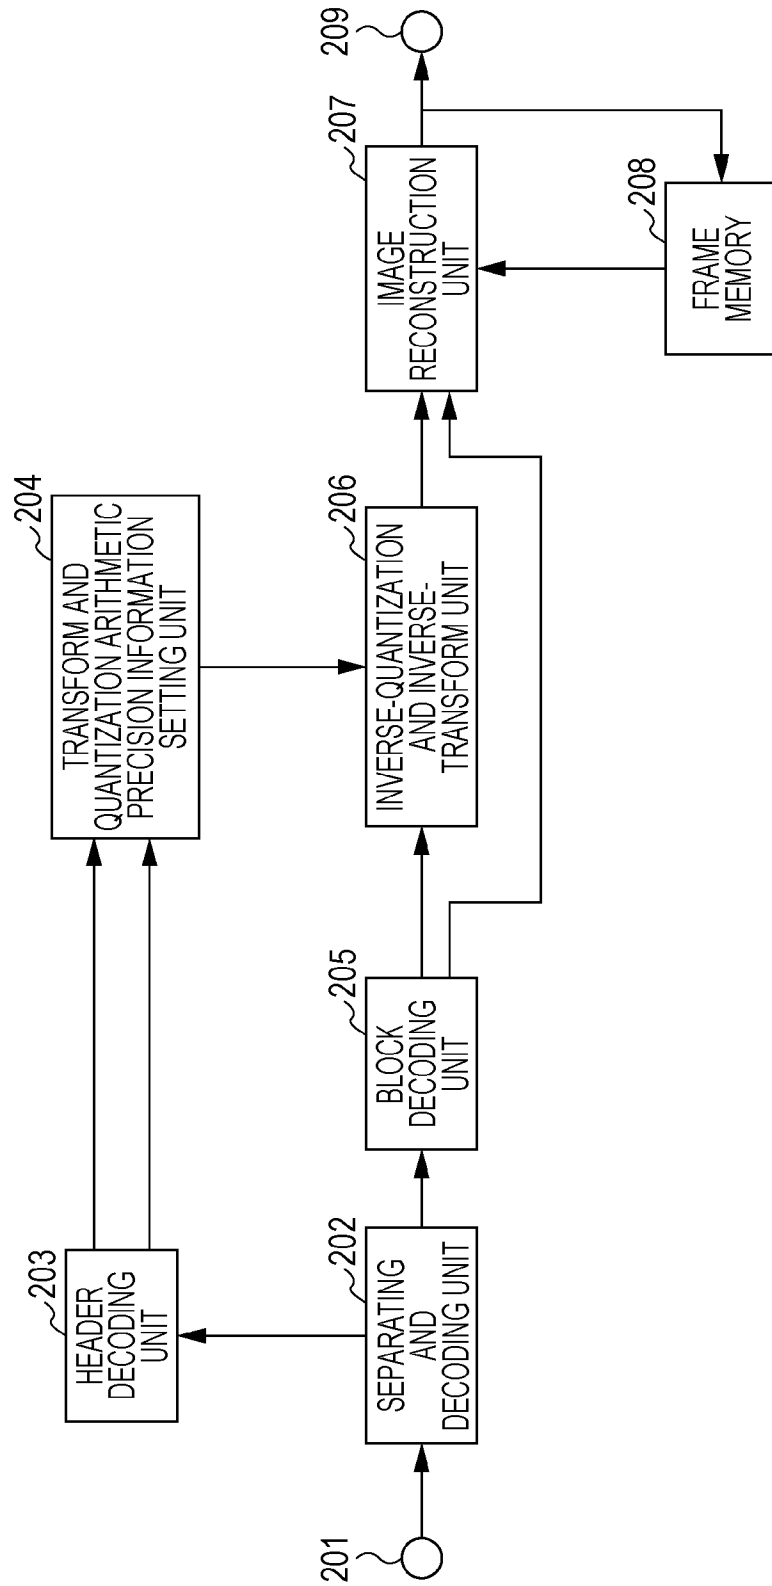 201
202
SEPARATING
AND
DECODING UNIT
203
HEADER
DECODING
UNIT
204
TRANSFORM AND
QUANTIZATION ARITHMETIC
PRECISION INFORMATION
SETTING UNIT
205
BLOCK
DECODING
UNIT
206
INVERSE-QUANTIZATION
AND INVERSE-
TRANSFORM UNIT
207
IMAGE
RECONSTRUCTION
UNIT
208
FRAME
MEMORY
209